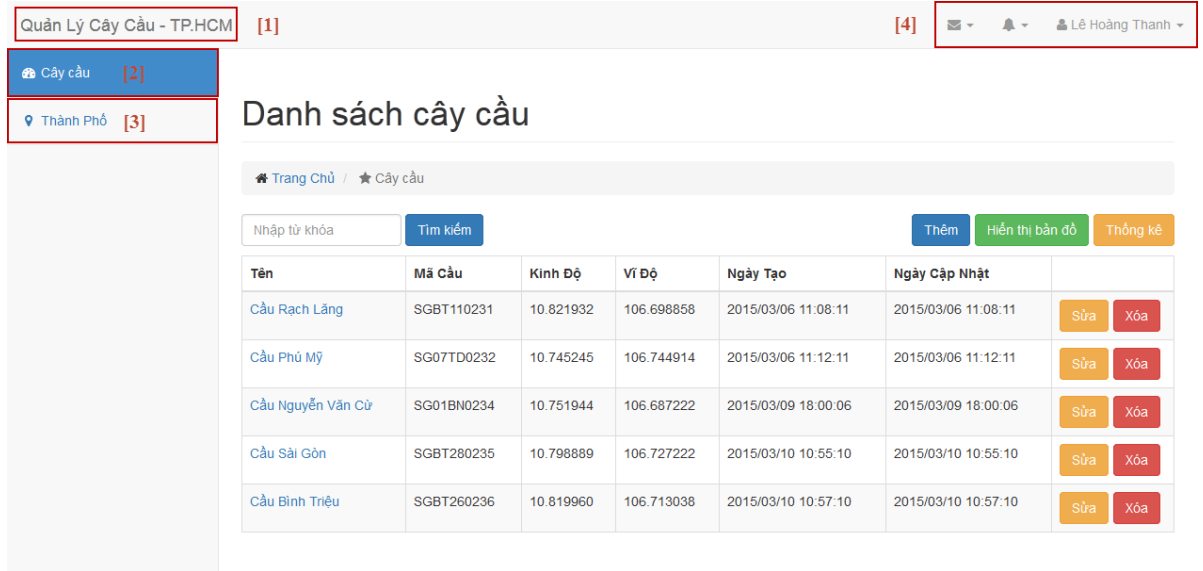 Quản Lý Cây Cầu - TP.HCM [1] [4] Lê Hoàng Thanh
Cây cầu [2]
Thành Phố [3]
Danh sách cây cầu
Trang Chủ / Cây cầu
Nhập từ khóa Tìm kiếm Thêm Hiển thị bản đồ Thống kê
Tên Mã Cầu Kinh Độ Vĩ Độ Ngày Tạo Ngày Cập Nhật
Cầu Rạch Lăng SGBT110231 10.821932 106.698858 2015/03/06 11:08:11 2015/03/06 11:08:11 Sửa Xóa
Cầu Phú Mỹ SG07TD0232 10.745245 106.744914 2015/03/06 11:12:11 2015/03/06 11:12:11 Sửa Xóa
Cầu Nguyễn Văn Cừ SG01BN0234 10.751944 106.687222 2015/03/09 18:00:06 2015/03/09 18:00:06 Sửa Xóa
Cầu Sài Gòn SGBT280235 10.798889 106.727222 2015/03/10 10:55:10 2015/03/10 10:55:10 Sửa Xóa
Cầu Bình Triệu SGBT260236 10.819960 106.713038 2015/03/10 10:57:10 2015/03/10 10:57:10 Sửa Xóa